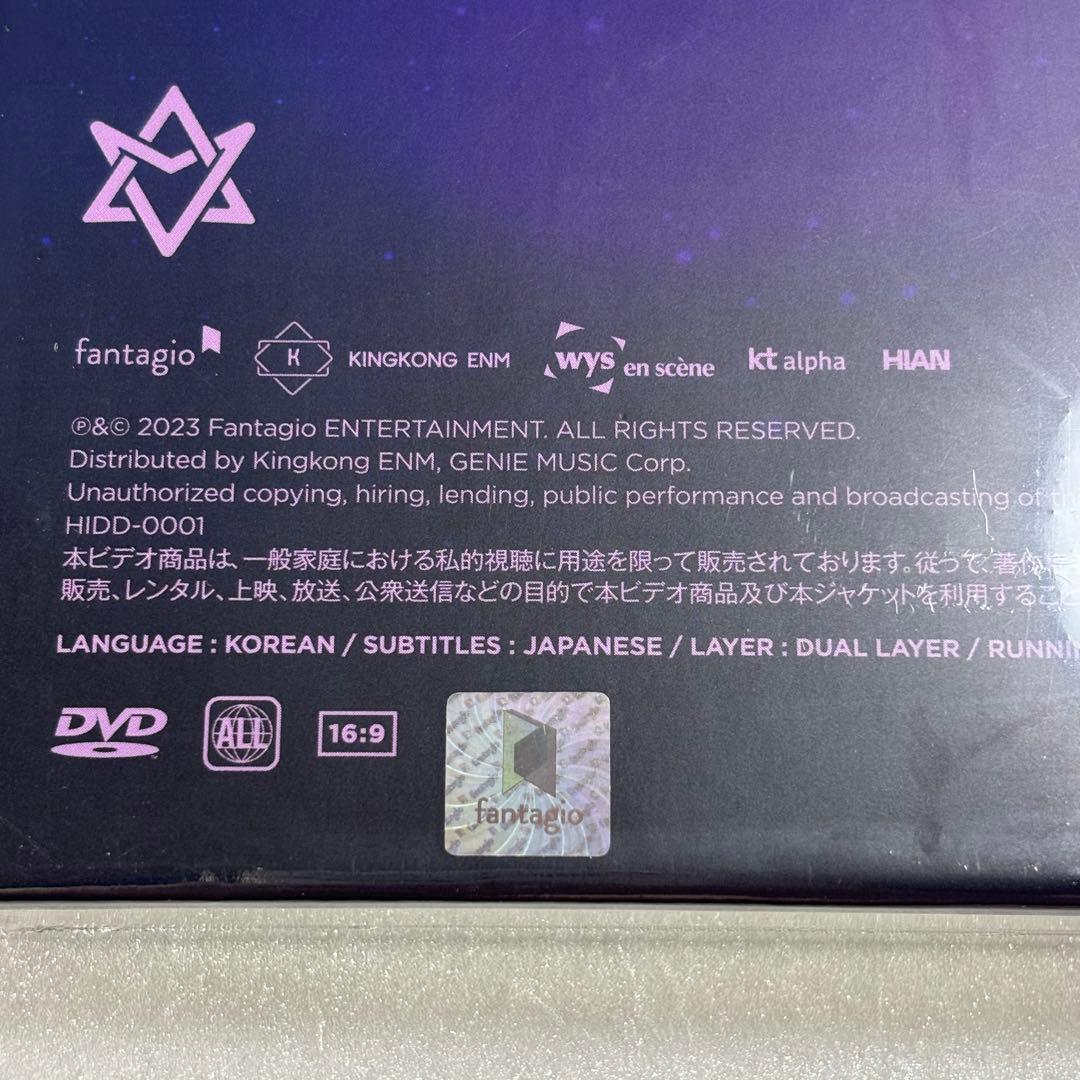 fantagio K KINGKONG ENM wys en scène kt alpha HIAN
℗&© 2023 Fantagio ENTERTAINMENT. ALL RIGHTS RESERVED.
Distributed by Kingkong ENM, GENIE MUSIC Corp.
Unauthorized copying, hiring, lending, public performance and broadcasting of
HIDD-0001
本ビデオ商品は、一般家庭における私的視聴に用途を限って販売されております。従って、著作
販売、レンタル、上映、放送、公衆送信などの目的で本ビデオ商品及び本ジャケットを利用する
LANGUAGE : KOREAN / SUBTITLES : JAPANESE / LAYER : DUAL LAYER /
DVD ALL 16:9
fantagio